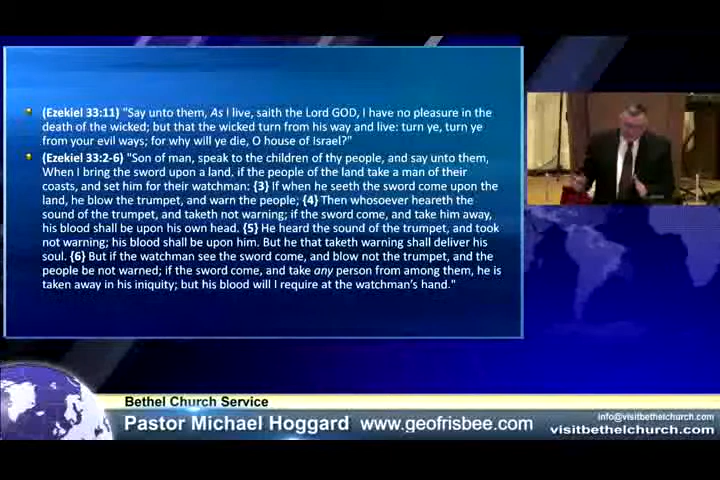 (Ezekiel 33:11) "Say unto them, As I live, saith the Lord GOD, I have no pleasure in the
death of the wicked; but that the wicked turn from his way and live: turn ye, turn ye
from your evil ways; for why will ye die, O house of Israel?"
(Ezekiel 33:2-6) "Son of man, speak to the children of thy people, and say unto them,
When I bring the sword upon a land, if the people of the land take a man of their
coasts, and set him for their watchman: {3} If when he seeth the sword come upon the
land, he blow the trumpet, and warn the people; {4} Then whosoever heareth the
sound of the trumpet, and taketh not warning; if the sword come, and take him away,
his blood shall be upon his own head. {5} He heard the sound of the trumpet, and took
not warning; his blood shall be upon him. But he that taketh warning shall deliver his
soul. {6} But if the watchman see the sword come, and blow not the trumpet, and the
people be not warned; if the sword come, and take any person from among them, he is
taken away in his iniquity; but his blood will I require at the watchman's hand."
Bethel Church Service
Pastor Michael Hoggard www.geofrisbee.com
info@visitbethelchurch.com
visitbethelchurch.com